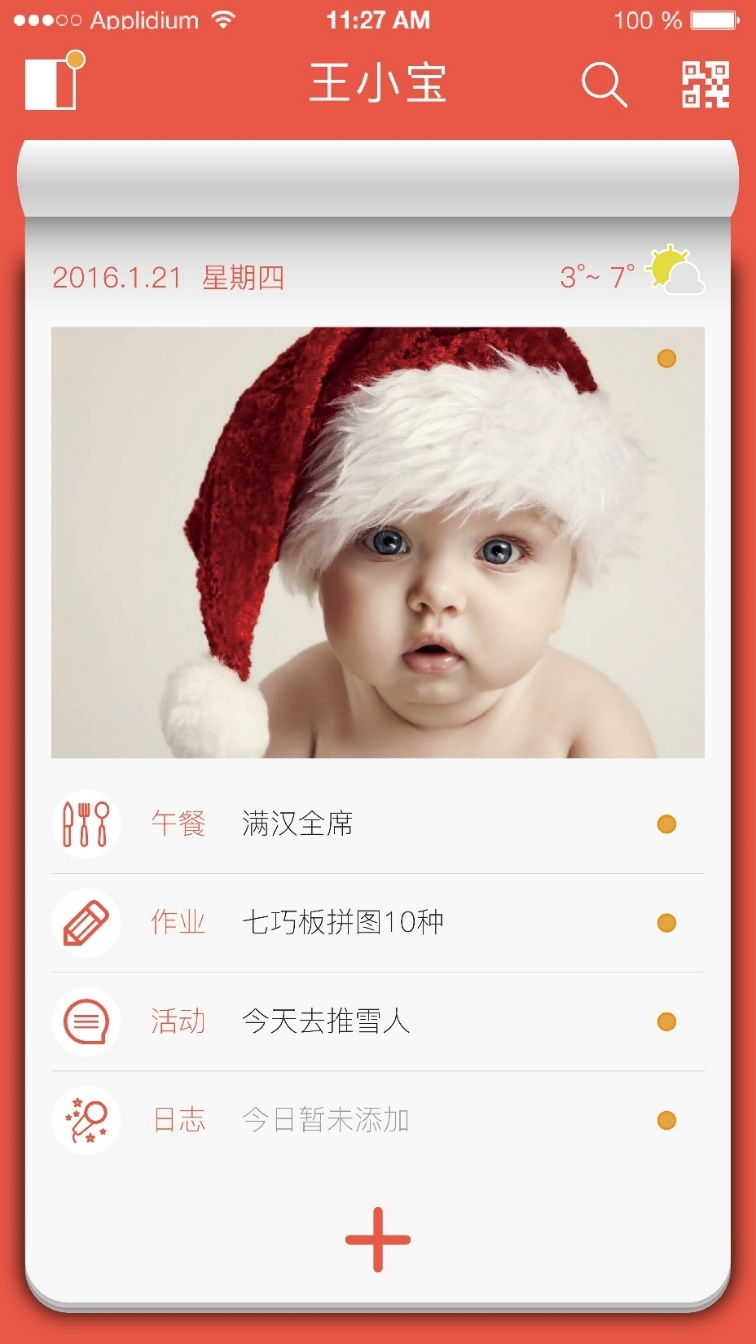 Applidium 11:27 AM 100 %
王小宝
2016.1.21 星期四 3°~ 7°
午餐 满汉全席
作业 七巧板拼图10种
活动 今天去推雪人
日志 今日暂未添加